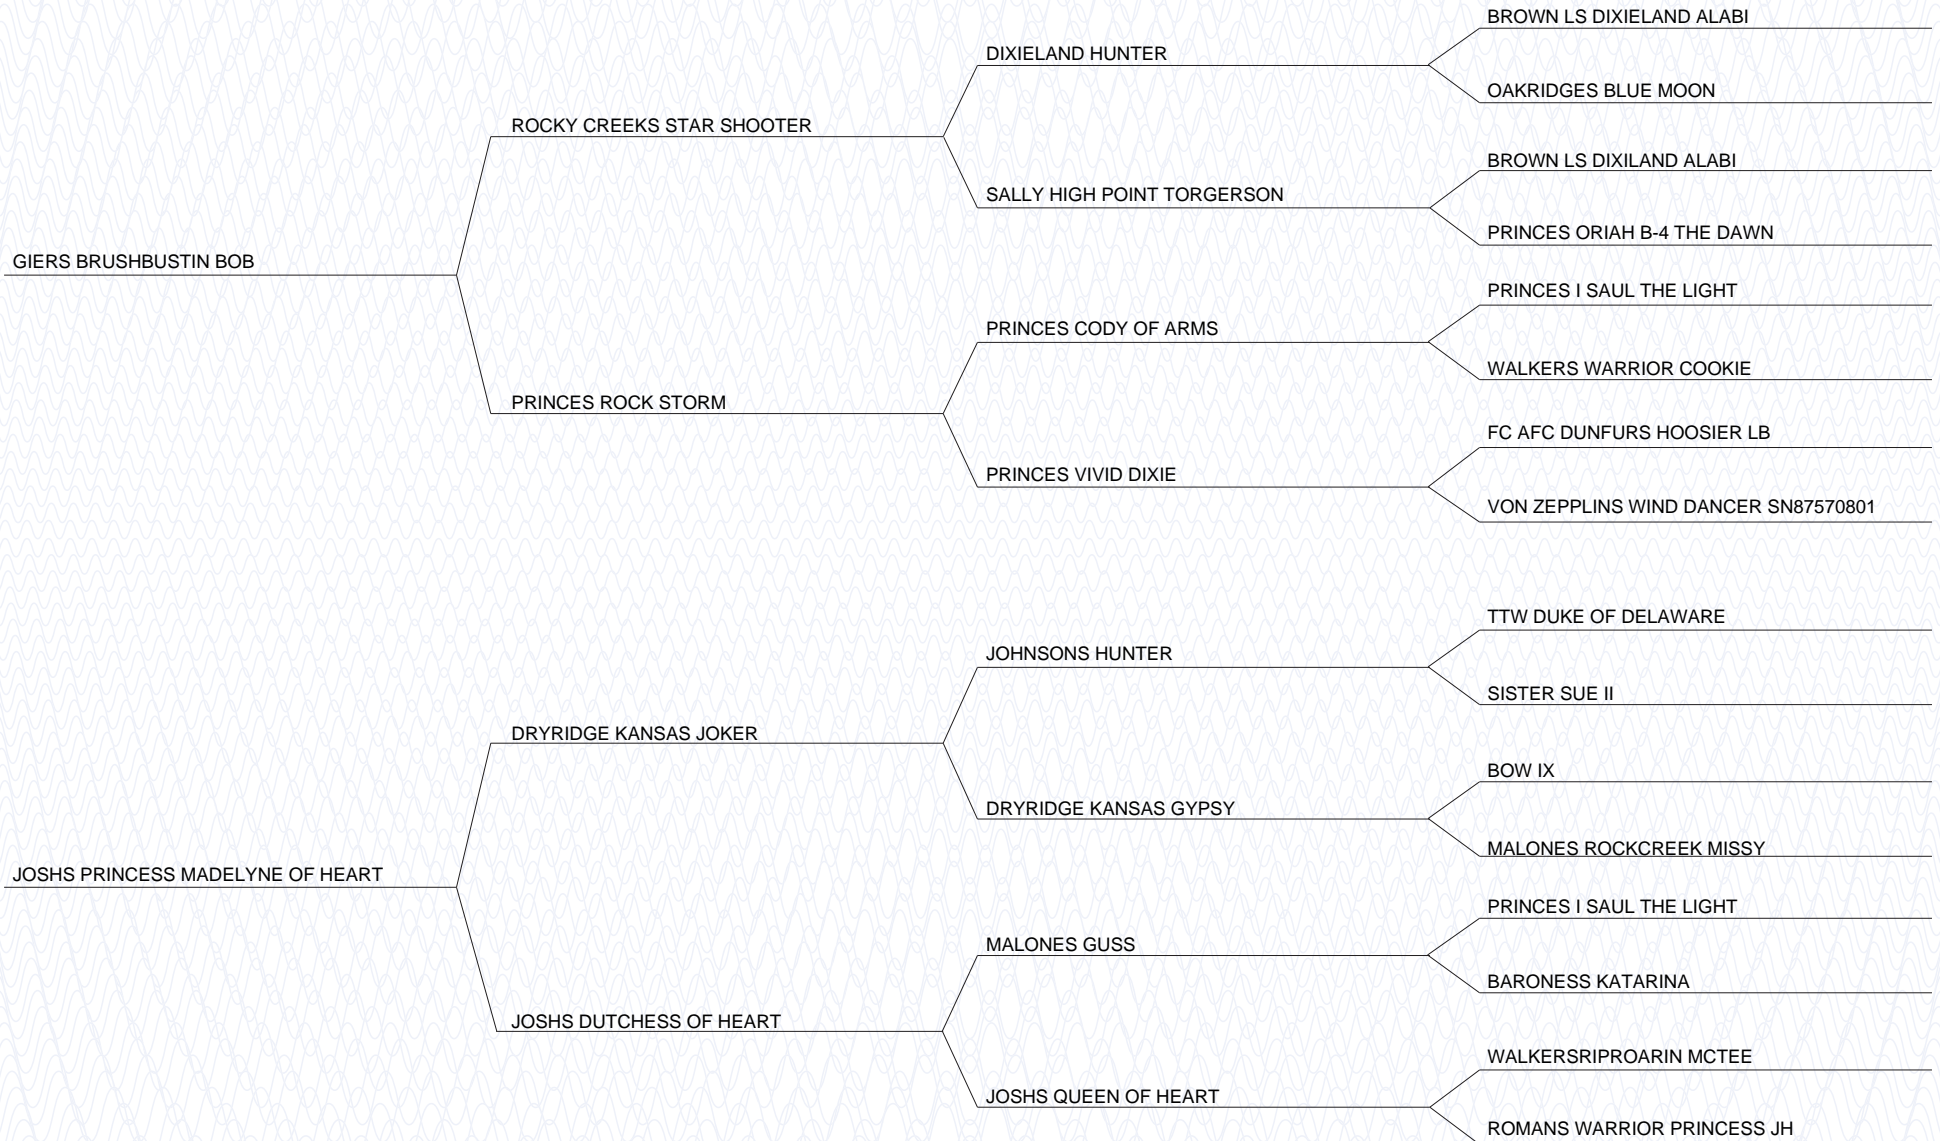 BROWN LS DIXIELAND ALABI
DIXIELAND HUNTER
OAKRIDGES BLUE MOON
ROCKY CREEKS STAR SHOOTER
BROWN LS DIXILAND ALABI
SALLY HIGH POINT TORGERSON
PRINCES ORIAH B-4 THE DAWN
GIERS BRUSHBUSTIN BOB
PRINCES I SAUL THE LIGHT
PRINCES CODY OF ARMS
WALKERS WARRIOR COOKIE
PRINCES ROCK STORM
FC AFC DUNFURS HOOSIER LB
PRINCES VIVID DIXIE
VON ZEPPLINS WIND DANCER SN87570801
TTW DUKE OF DELAWARE
JOHNSONS HUNTER
SISTER SUE II
DRYRIDGE KANSAS JOKER
BOW IX
DRYRIDGE KANSAS GYPSY
MALONES ROCKCREEK MISSY
JOSHS PRINCESS MADELYNE OF HEART
PRINCES I SAUL THE LIGHT
MALONES GUSS
BARONESS KATARINA
JOSHS DUTCHESS OF HEART
WALKERSRIPROARIN MCTEE
JOSHS QUEEN OF HEART
ROMANS WARRIOR PRINCESS JH